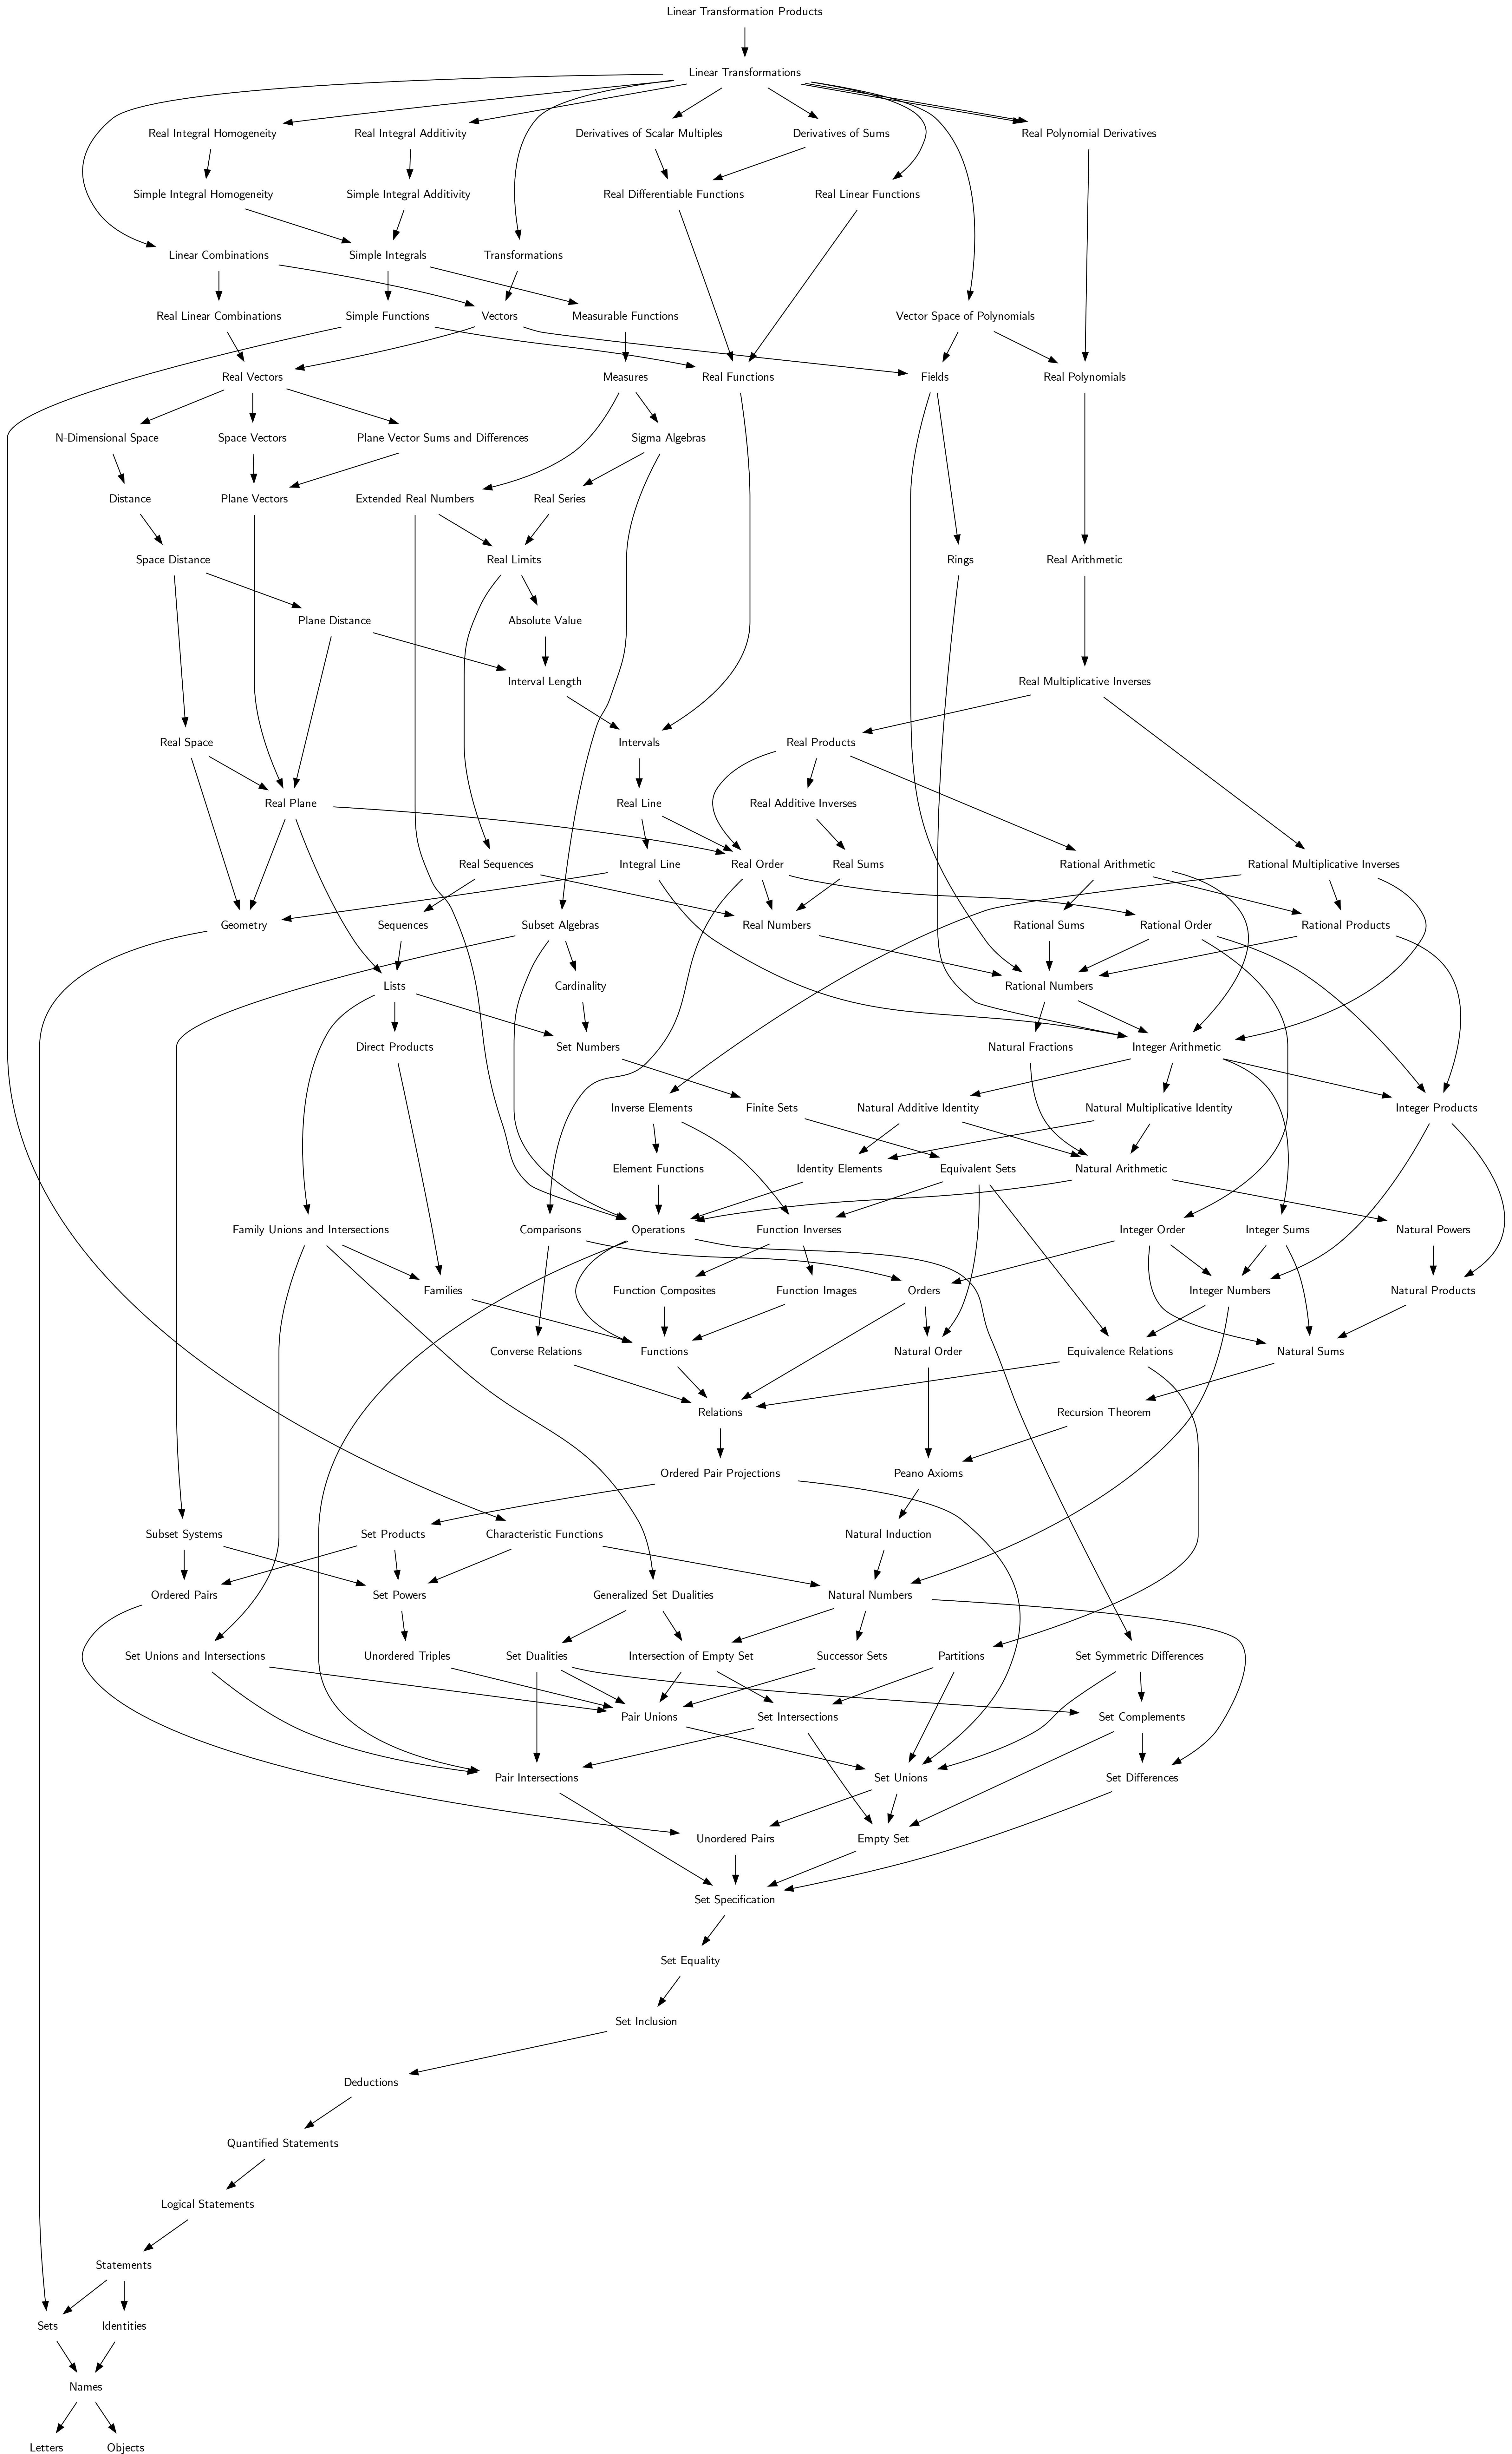 Linear Transformation Products
Linear Transformations
Real Integral Homogeneity
Real Integral Additivity
Derivatives of Scalar Multiples
Derivatives of Sums
Real Polynomial Derivatives
Simple Integral Homogeneity
Simple Integral Additivity
Real Differentiable Functions
Real Linear Functions
Linear Combinations
Simple Integrals
Transformations
Real Linear Combinations
Simple Functions
Vectors
Measurable Functions
Vector Space of Polynomials
Real Vectors
Measures
Real Functions
Fields
Real Polynomials
N-Dimensional Space
Space Vectors
Plane Vector Sums and Differences
Sigma Algebras
Distance
Plane Vectors
Extended Real Numbers
Real Series
Space Distance
Real Limits
Rings
Real Arithmetic
Plane Distance
Absolute Value
Interval Length
Real Multiplicative Inverses
Real Space
Intervals
Real Products
Real Plane
Real Line
Real Additive Inverses
Real Sequences
Integral Line
Real Order
Real Sums
Rational Arithmetic
Rational Multiplicative Inverses
Geometry
Sequences
Subset Algebras
Real Numbers
Rational Sums
Rational Order
Rational Products
Lists
Cardinality
Rational Numbers
Direct Products
Set Numbers
Natural Fractions
Integer Arithmetic
Inverse Elements
Finite Sets
Natural Additive Identity
Natural Multiplicative Identity
Integer Products
Element Functions
Identity Elements
Equivalent Sets
Natural Arithmetic
Family Unions and Intersections
Comparisons
Operations
Function Inverses
Integer Order
Integer Sums
Natural Powers
Families
Function Composites
Function Images
Orders
Integer Numbers
Natural Products
Converse Relations
Functions
Natural Order
Equivalence Relations
Natural Sums
Relations
Recursion Theorem
Ordered Pair Projections
Peano Axioms
Subset Systems
Set Products
Characteristic Functions
Natural Induction
Ordered Pairs
Set Powers
Generalized Set Dualities
Natural Numbers
Set Unions and Intersections
Unordered Triples
Set Dualities
Intersection of Empty Set
Successor Sets
Partitions
Set Symmetric Differences
Pair Unions
Set Intersections
Set Complements
Pair Intersections
Set Unions
Set Differences
Unordered Pairs
Empty Set
Set Specification
Set Equality
Set Inclusion
Deductions
Quantified Statements
Logical Statements
Statements
Sets
Identities
Names
Letters
Objects